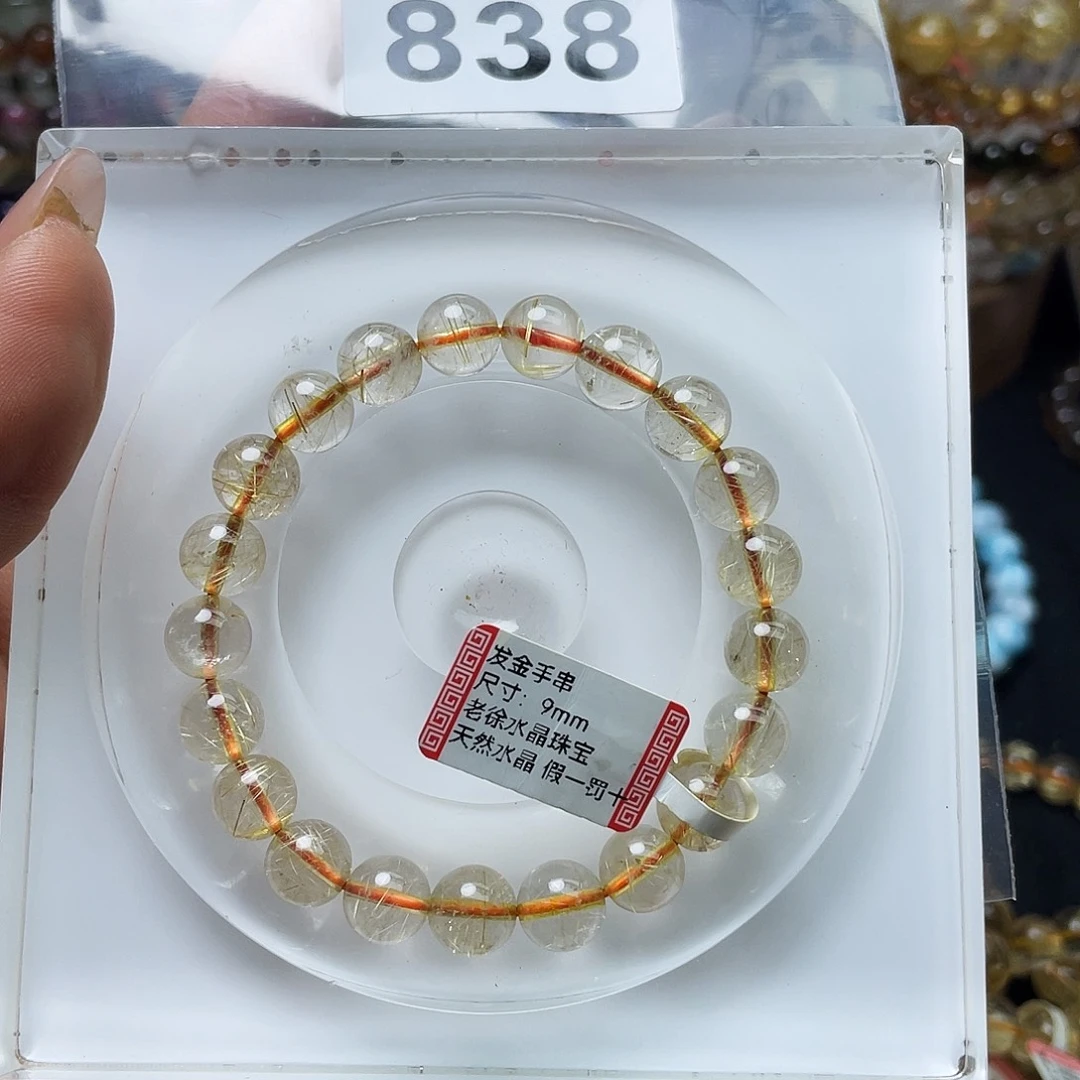 838
发金手串
尺寸：9mm
老徐水晶珠宝
天然水晶 假一罚十